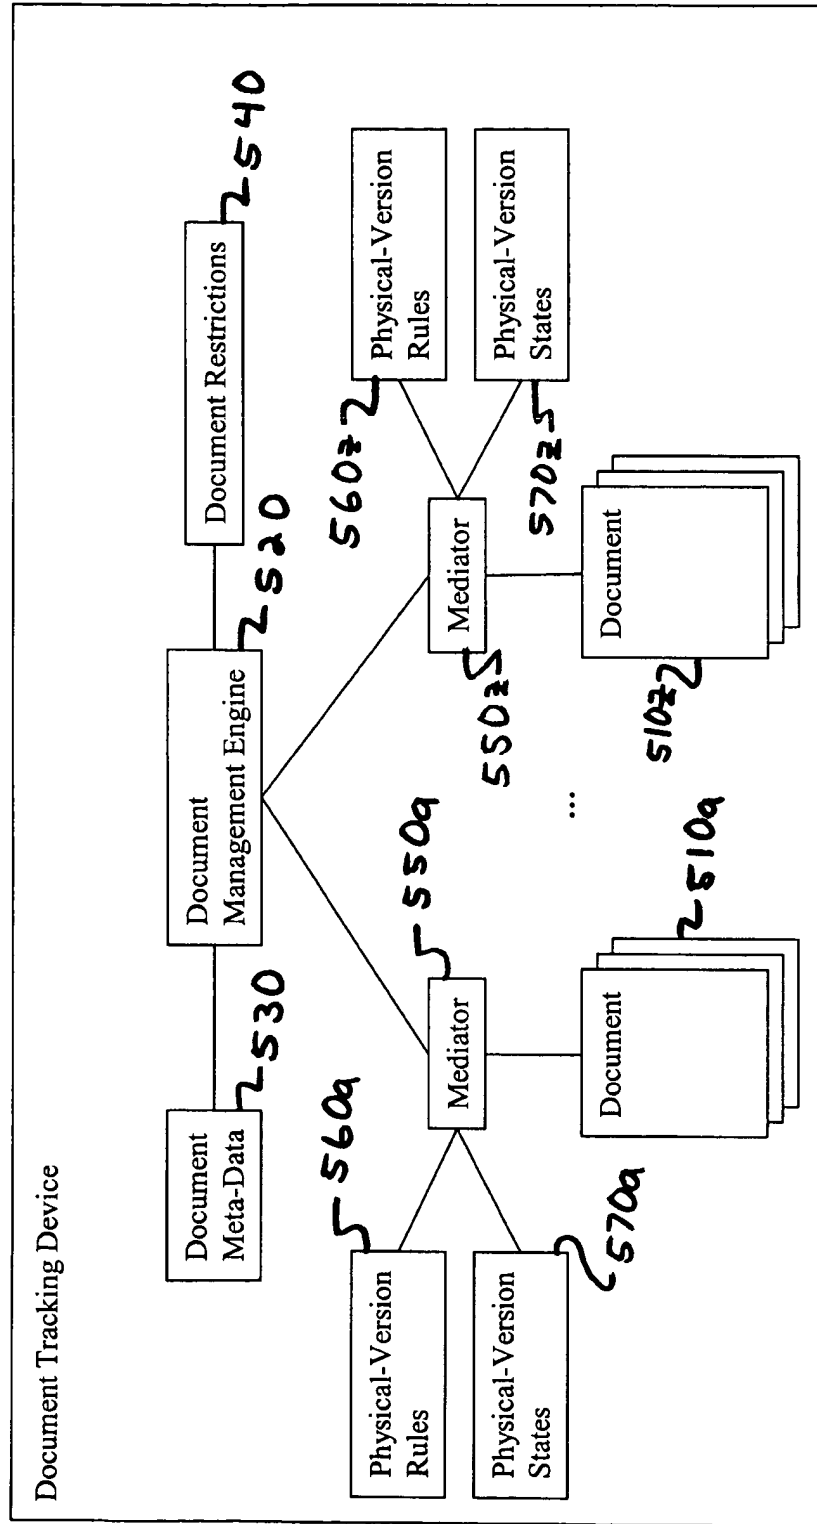 Document Tracking Device
Document
Meta-Data
530
Document
Management Engine
520
Document Restrictions
540
Physical-Version
Rules
560a
Physical-Version
States
570a
Mediator
550a
Document
510a
...
Mediator
550z
Document
510z
Physical-Version
Rules
560z
Physical-Version
States
570z